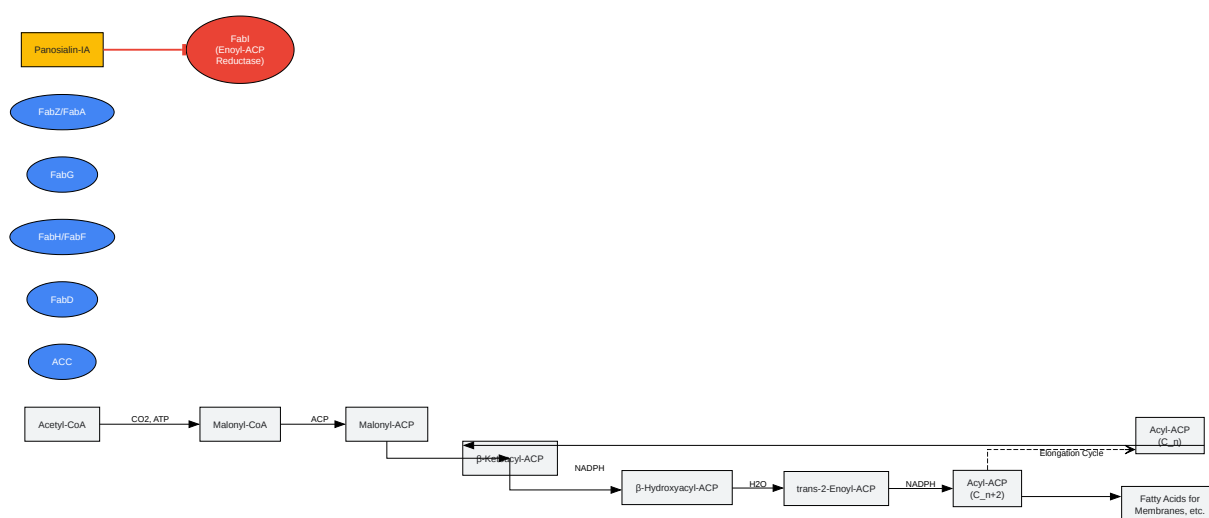 Panosialin-IA
FabI
(Enoyl-ACP
Reductase)
FabZ/FabA
FabG
FabH/FabF
FabD
ACC
Acetyl-CoA
CO2, ATP
Malonyl-CoA
ACP
Malonyl-ACP
β-Ketoacyl-ACP
NADPH
β-Hydroxyacyl-ACP
H2O
trans-2-Enoyl-ACP
NADPH
Acyl-ACP
(C_n+2)
Elongation Cycle
Acyl-ACP
(C_n)
Fatty Acids for
Membranes, etc.